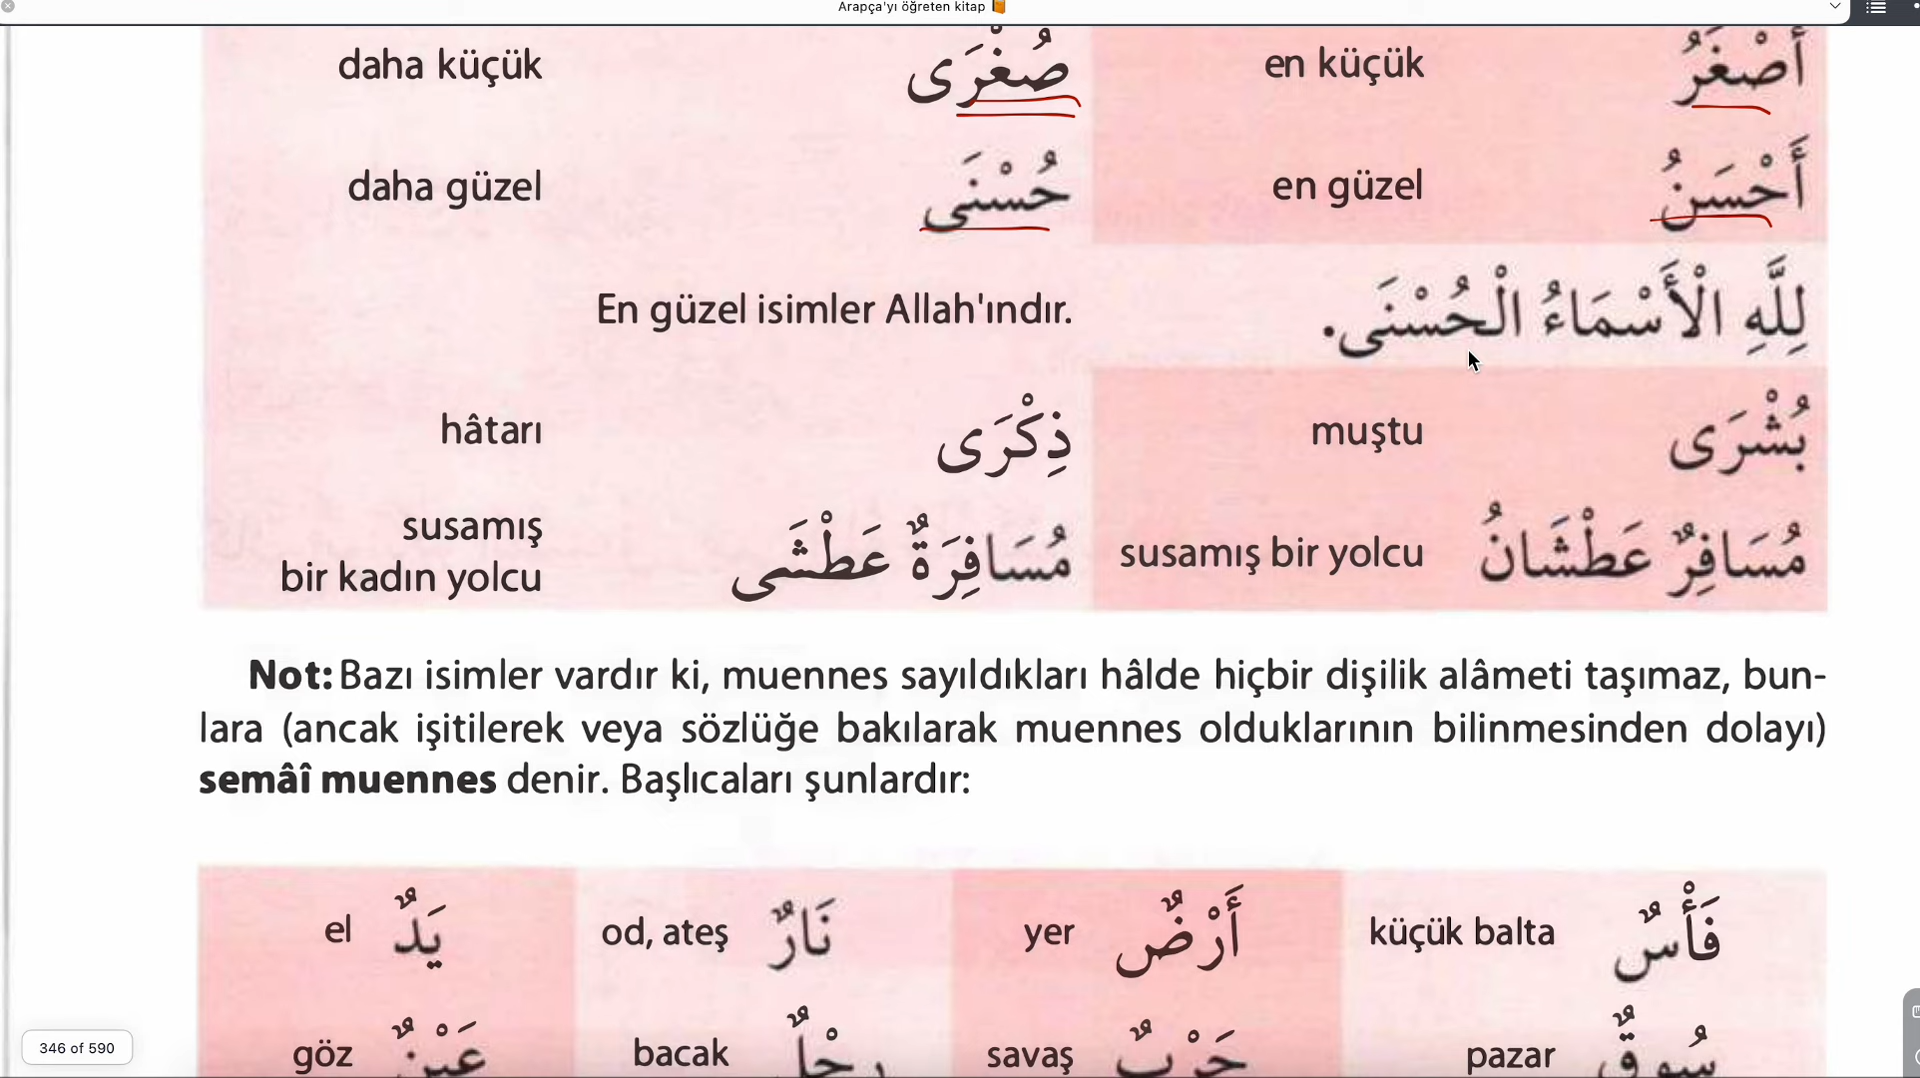 Arapça'yı öğreten kitap 📙
أَصْغَرُ en küçük صُغْرَى daha küçük
أَحْسَنُ en güzel حُسْنَى daha güzel
لِلَّهِ الْأَسْمَاءُ الْحُسْنَى. En güzel isimler Allah'ındır.
بُشْرَى muştu ذِكْرَى hâtarı
مُسَافِرٌ عَطْشَانُ susamış bir yolcu مُسَافِرَةٌ عَطْشَى susamış
bir kadın yolcu
Not: Bazı isimler vardır ki, muennes sayıldıkları hâlde hiçbir dişilik alâmeti taşımaz, bun-
lara (ancak işitilerek veya sözlüğe bakılarak muennes olduklarının bilinmesinden dolayı)
semâî muennes denir. Başlıcaları şunlardır:
فَأْسٌ küçük balta أَرْضٌ yer نَارٌ od, ateş يَدٌ el
سُوقٌ pazar حَرْبٌ savaş رِجْلٌ bacak عَيْنٌ göz
346 of 590